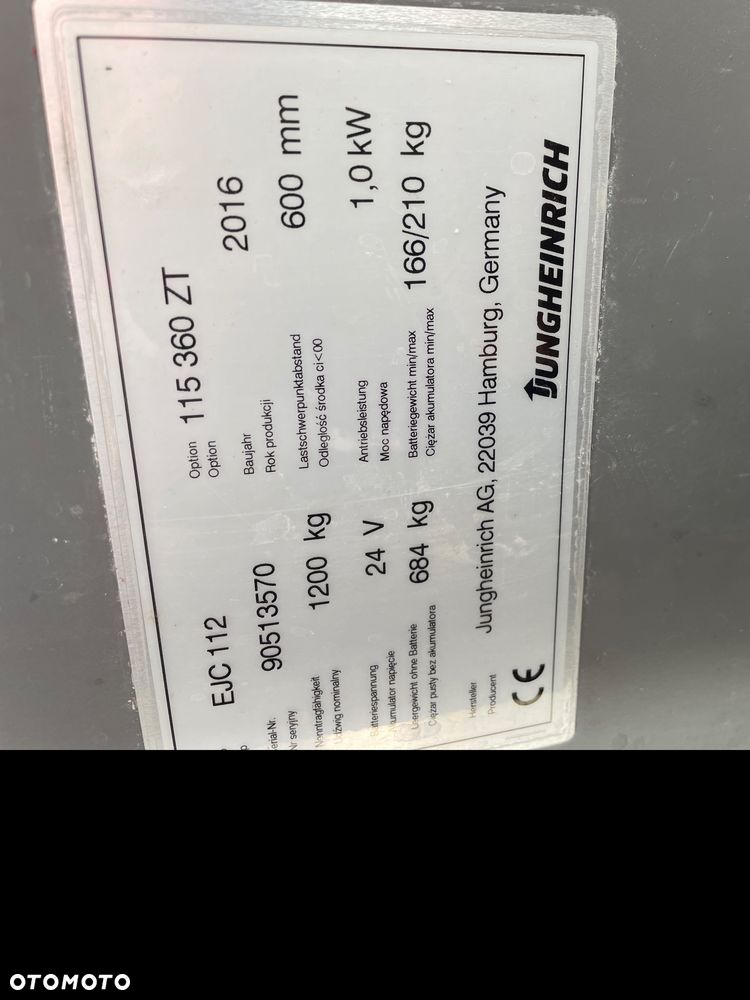 EJC 112
Option
Option
115 360 ZT
Nr seryjny
90513570
Baujahr
Rok produkcji
2016
Nenntragfähigkeit
Udźwig nominalny
1200 kg
Lastschwerpunktabstand
Odległość środka ci<00
600 mm
24 V
Antriebsleistung
Moc napędowa
1,0 kW
Leergewicht ohne Batterie
Ciężar pusty bez akumulatora
684 kg
Batteriegewicht min/max
Ciężar akumulatora min/max
166/210 kg
Hersteller
Producent
Jungheinrich AG, 22039 Hamburg, Germany
CE
JUNGHEINRICH
OTOMOTO